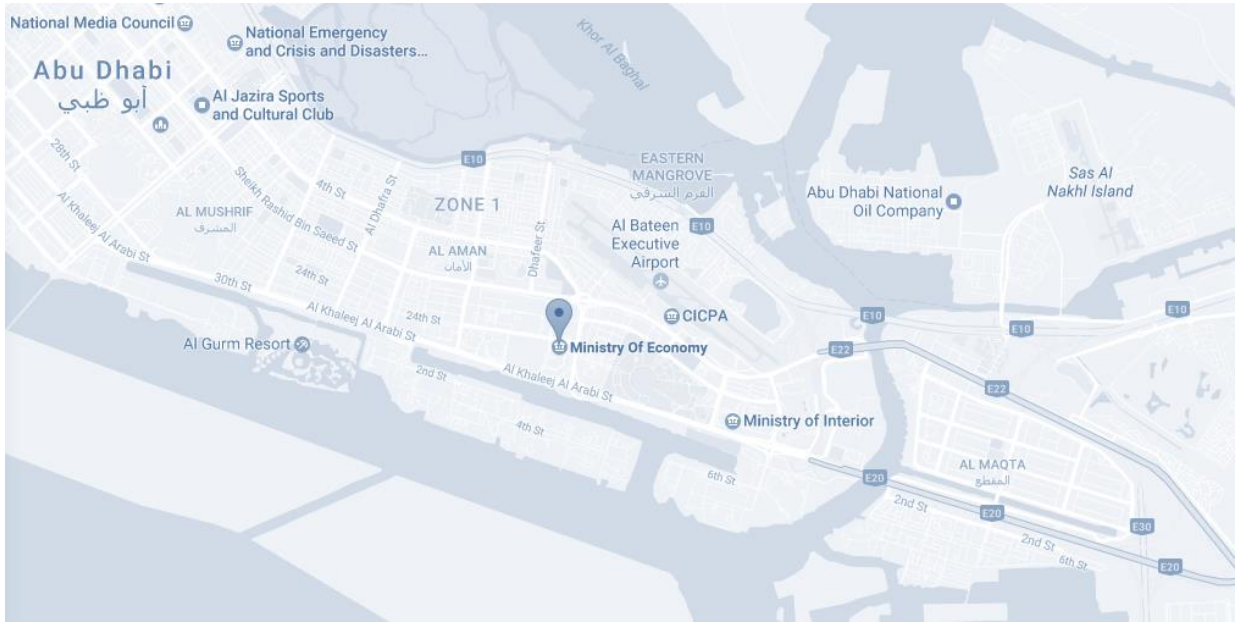 National Media Council
National Emergency
and Crisis and Disasters...
Abu Dhabi
أبو ظبي
Al Jazira Sports
and Cultural Club
Khor Al Baghal
28th St
Sheikh Rashid Bin Saeed St
4th St
Al Dhafra St
E10
ZONE 1
EASTERN
MANGROVE
القرم الشرقي
Sas Al
Nakhl Island
Abu Dhabi National
Oil Company
AL MUSHRIF
المشرف
Al Khaleej Al Arabi St
Dhafeer St
Al Bateen
Executive
Airport
E10
AL AMAN
الأمان
24th St
30th St
Al Khaleej Al Arabi St
24th St
CICPA
E10
E10
Al Gurm Resort
Ministry Of Economy
E22
E22
2nd St
Al Khaleej Al Arabi St
4th St
Ministry of Interior
AL MAQTA
المقطع
6th St
E20
2nd St
E20
E30
2nd St
6th St
E20